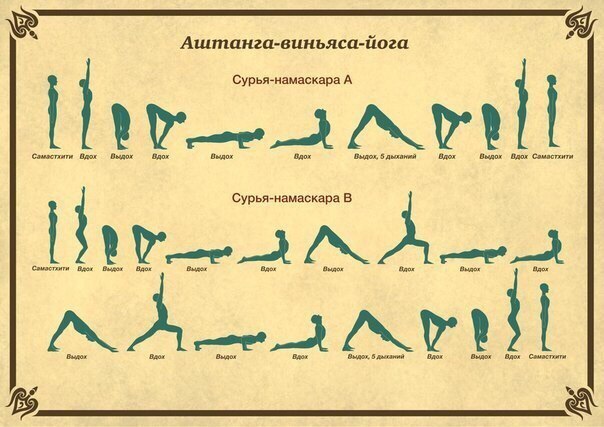 Аштанга-виньяса-йога
Сурья-намаскара А
Самастхити Вдох Выдох Вдох Выдох Вдох Выдох, 5 дыханий Вдох Выдох Вдох Самастхити
Сурья-намаскара В
Самастхити Вдох Выдох Вдох Выдох Вдох Выдох Вдох Выдох Вдох
Выдох Вдох Выдох Вдох Выдох, 5 дыханий Вдох Выдох Вдох Самастхити